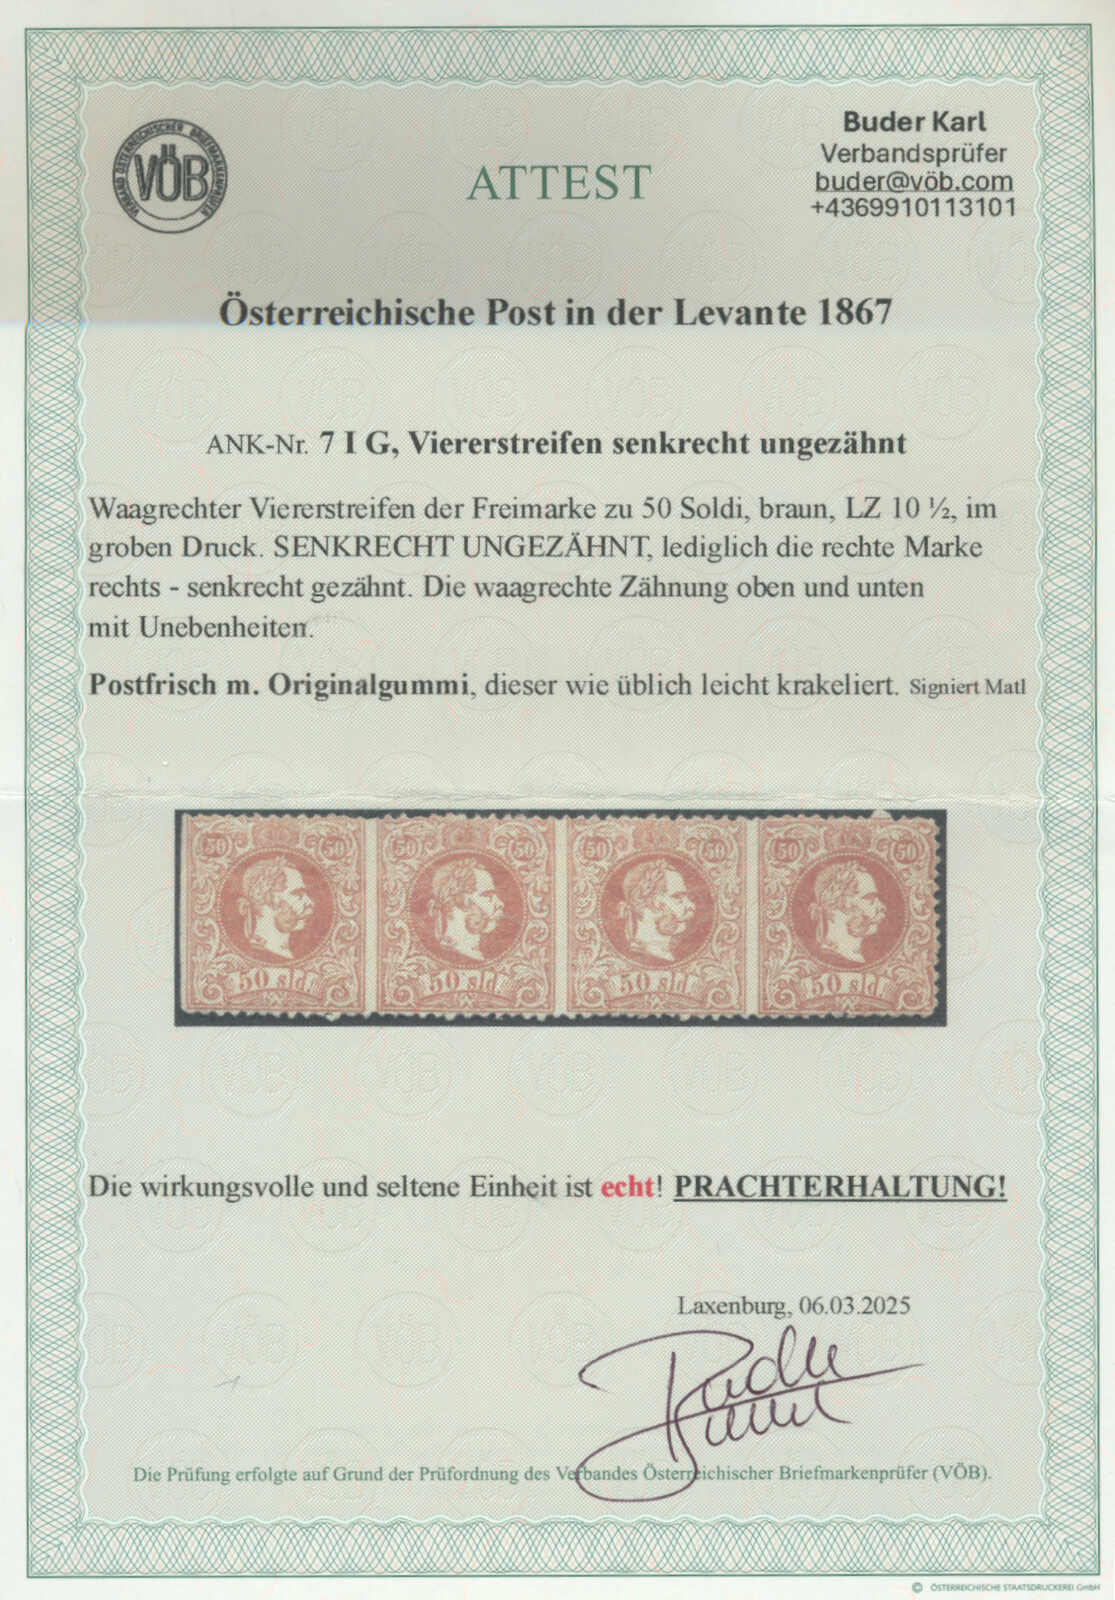 VERBAND ÖSTERREICHISCHER BRIEFMARKENPRÜFER
VÖB
ATTEST
Buder Karl
Verbandsprüfer
buder@vöb.com
+4369910113101
Österreichische Post in der Levante 1867
ANK-Nr. 7 I G, Viererstreifen senkrecht ungezähnt
Waagrechter Viererstreifen der Freimarke zu 50 Soldi, braun, LZ 10 ½, im
groben Druck. SENKRECHT UNGEZÄHNT, lediglich die rechte Marke
rechts - senkrecht gezähnt. Die waagrechte Zähnung oben und unten
mit Unebenheiten.
Postfrisch m. Originalgummi, dieser wie üblich leicht krakeliert. Signiert Matl
50 50 50 50 50 50 50 50
50 sld 50 sld 50 sld 50 sld
Die wirkungsvolle und seltene Einheit ist echt! PRACHTERHALTUNG!
Laxenburg, 06.03.2025
Die Prüfung erfolgte auf Grund der Prüfordnung des Verbandes Österreichischer Briefmarkenprüfer (VÖB).
© ÖSTERREICHISCHE STAATSDRUCKEREI GmbH